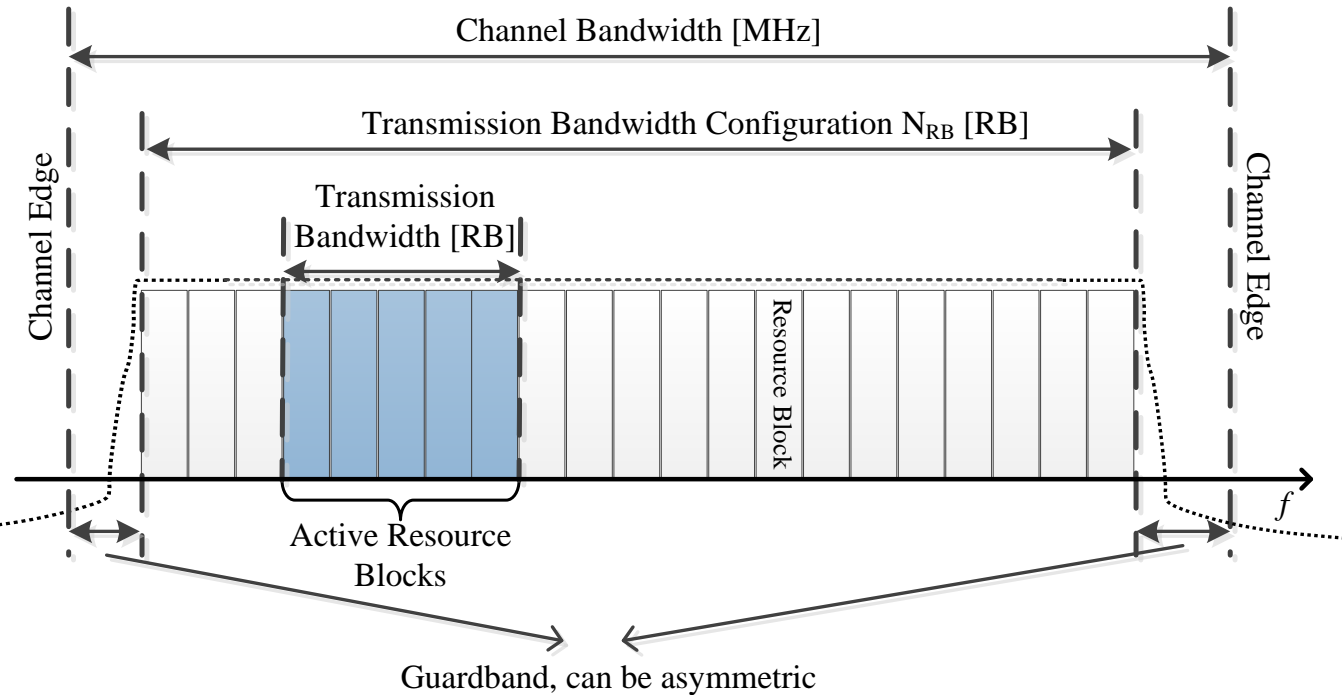 Channel Bandwidth [MHz]
Transmission Bandwidth Configuration N_RB [RB]
Channel Edge
Transmission
Bandwidth [RB]
Channel Edge
Resource Block
f
Active Resource
Blocks
Guardband, can be asymmetric